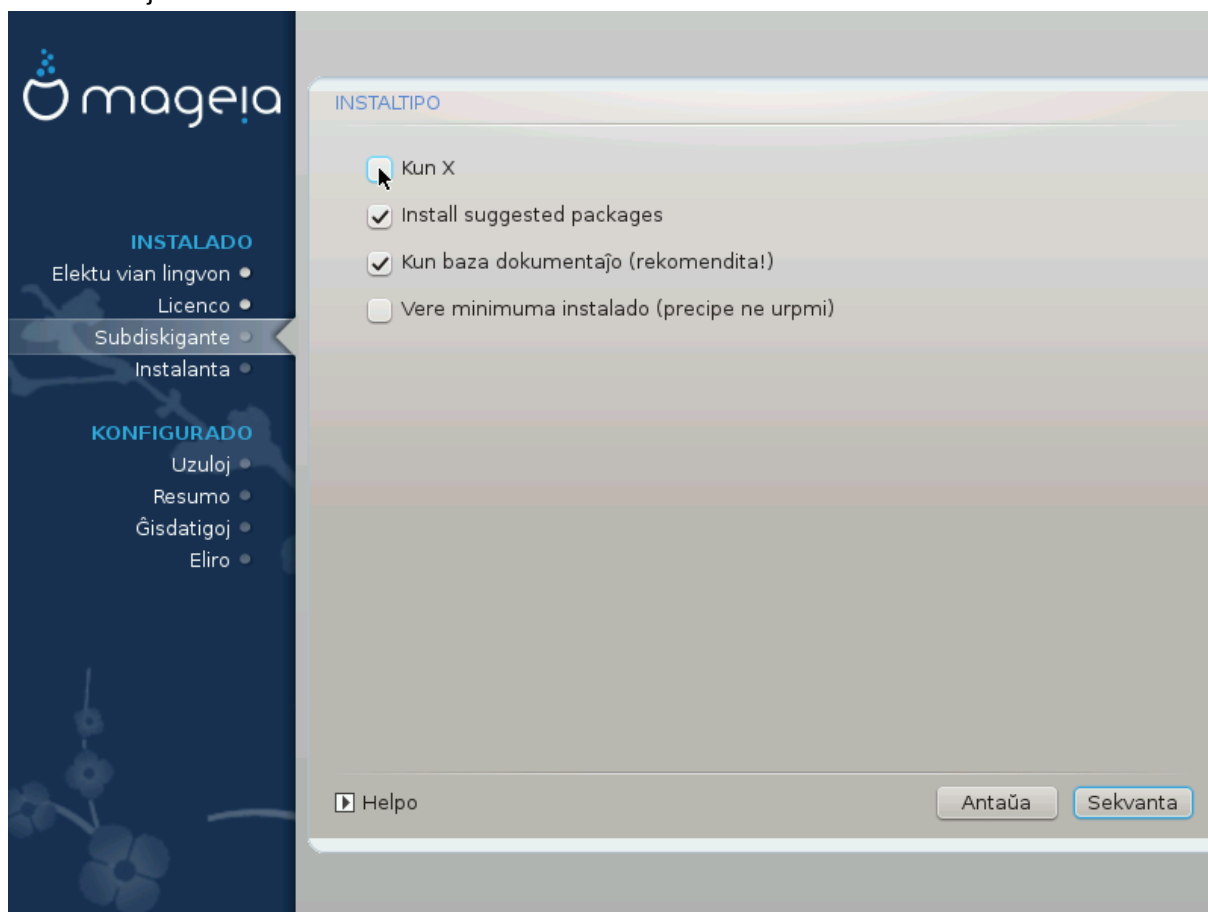 mageia
INSTALTIPO
Kun X
Install suggested packages
Kun baza dokumentaĵo (rekomendita!)
Vere minimuma instalado (precipe ne urpmi)
INSTALADO
Elektu vian lingvon
Licenco
Subdiskigante
Instalanta
KONFIGURADO
Uzuloj
Resumo
Ĝisdatigoj
Eliro
Helpo
Antaŭa
Sekvanta